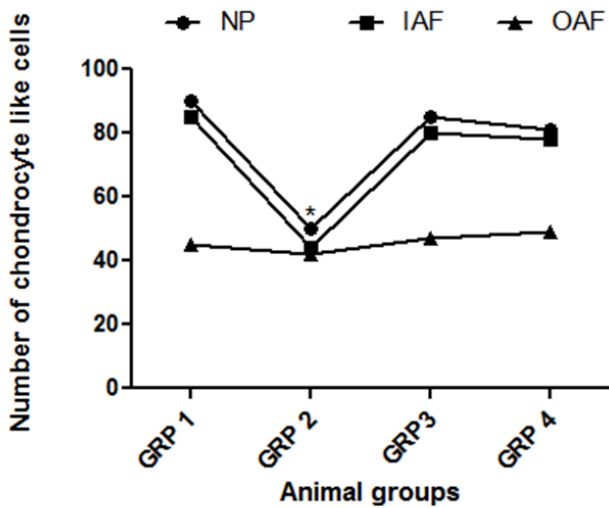 NP IAF OAF
Number of chondrocyte like cells
100
80
60
40
20
0
*
GRP 1 GRP 2 GRP3 GRP 4
Animal groups